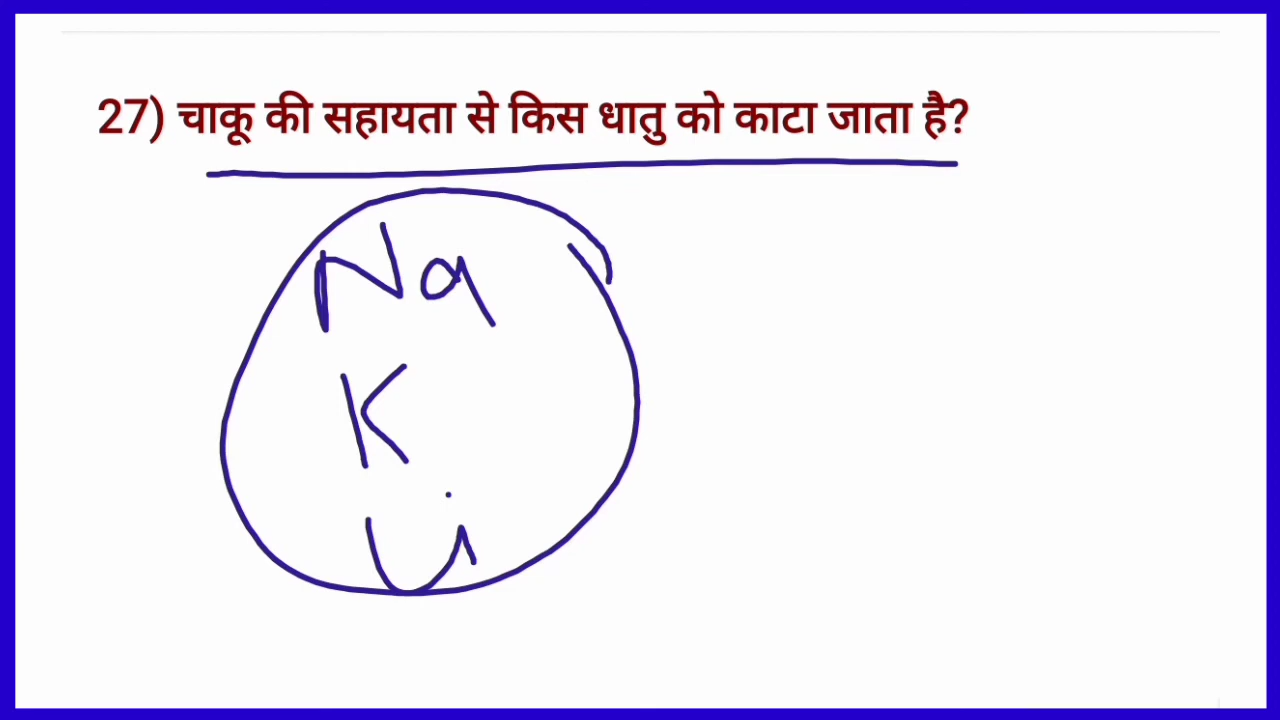 27) चाकू की सहायता से किस धातु को काटा जाता है?
Na
K
Li